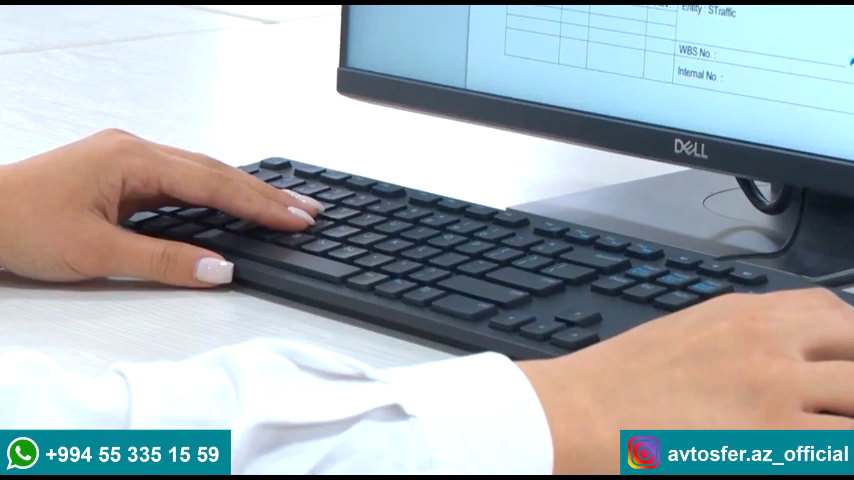 Entity : STraffic
WBS No. :
Internal No. :
DELL
+994 55 335 15 59
avtosfer.az_official